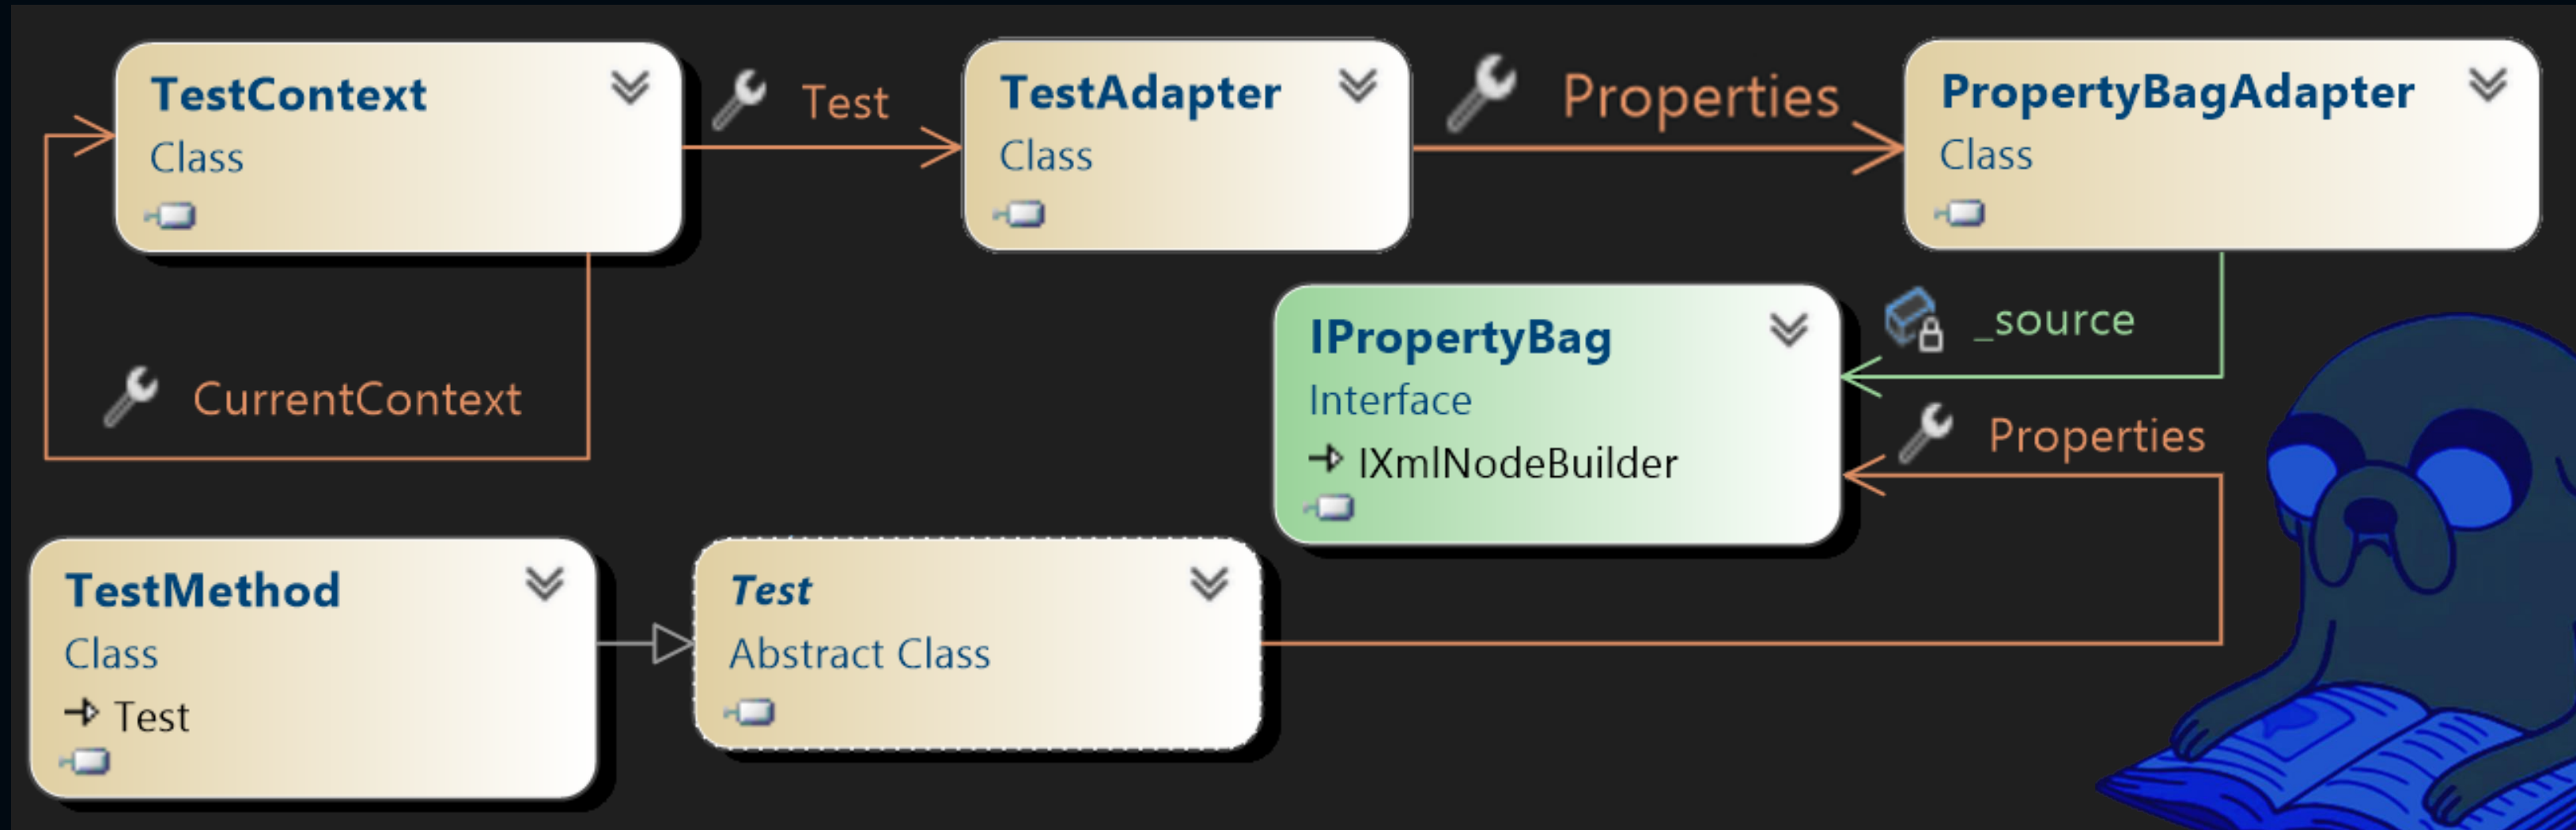 TestContext
Class
Test
TestAdapter
Class
Properties
PropertyBagAdapter
Class
CurrentContext
IPropertyBag
Interface
IXmlNodeBuilder
_source
Properties
TestMethod
Class
Test
Test
Abstract Class